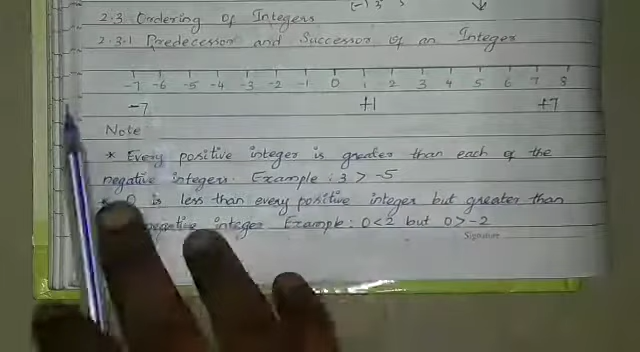 2.3 Ordering Of Integers
2.3.1 Predecessor and Successor of an Integer
-7 -6 -5 -4 -3 -2 -1 0 1 2 3 4 5 6 7 8
-7 +1 +7
Note
* Every positive integer is greater than each of the
negative integers. Example : 3 > -5
* 0 is less than every positive integer but greater than
negative integer Example : 0<2 but 0>-2
Signature